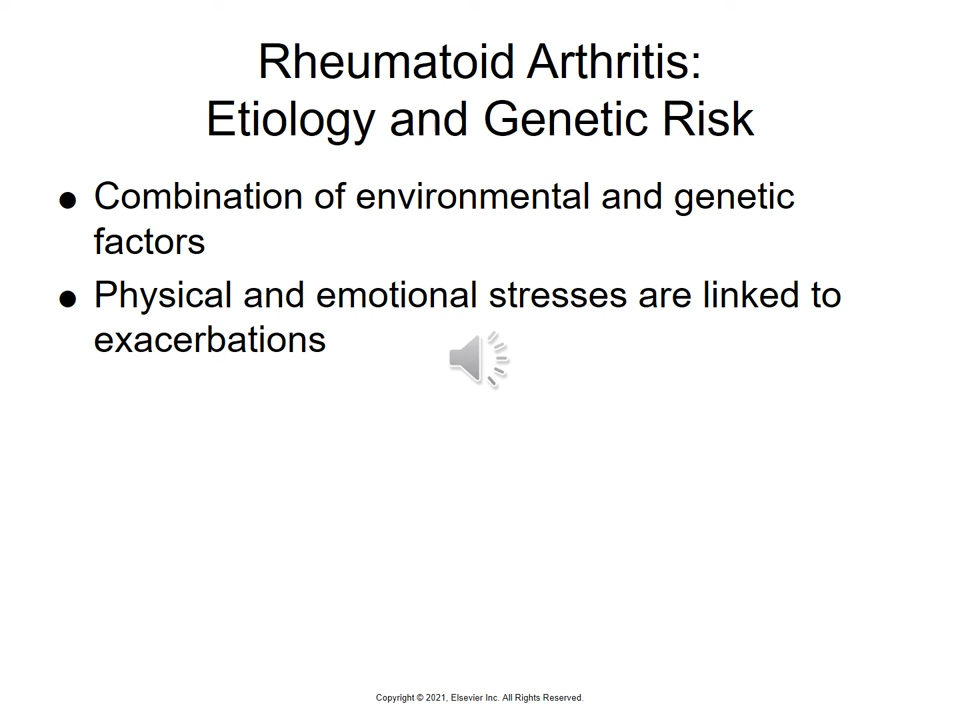 Rheumatoid Arthritis:
Etiology and Genetic Risk
● Combination of environmental and genetic
factors
● Physical and emotional stresses are linked to
exacerbations
Copyright © 2021, Elsevier Inc. All Rights Reserved.